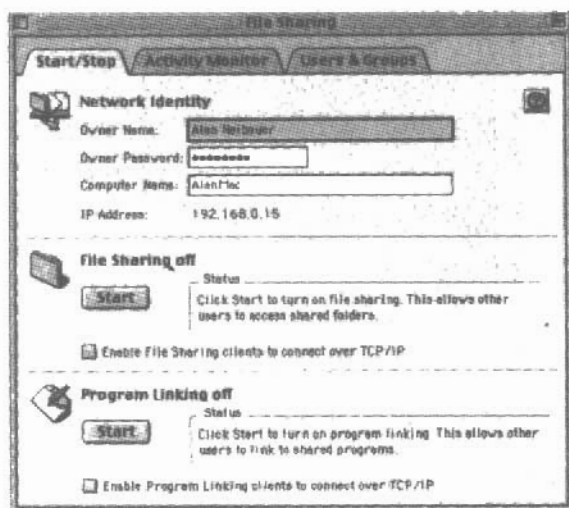 File Sharing
Start/Stop
Activity Monitor
Users & Groups
Network Identity
Owner Name: Alan Neibauer
Owner Password: ••••••••
Computer Name: AlanMac
IP Address: 192.168.0.15
File Sharing off
Status
Start
Click Start to turn on file sharing. This allows other
users to access shared folders.
Enable File Sharing clients to connect over TCP/IP
Program Linking off
Status
Start
Click Start to turn on program linking. This allows other
users to link to shared programs.
Enable Program Linking clients to connect over TCP/IP